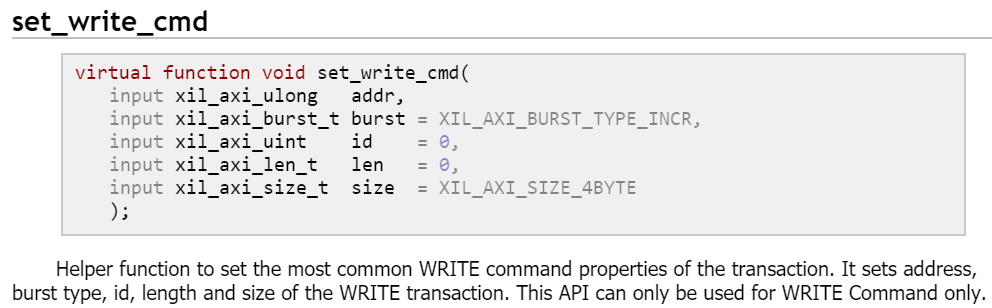 set_write_cmd
virtual function void set_write_cmd(
input xil_axi_ulong addr,
input xil_axi_burst_t burst = XIL_AXI_BURST_TYPE_INCR,
input xil_axi_uint id = 0,
input xil_axi_len_t len = 0,
input xil_axi_size_t size = XIL_AXI_SIZE_4BYTE
);
Helper function to set the most common WRITE command properties of the transaction. It sets address,
burst type, id, length and size of the WRITE transaction. This API can only be used for WRITE Command only.